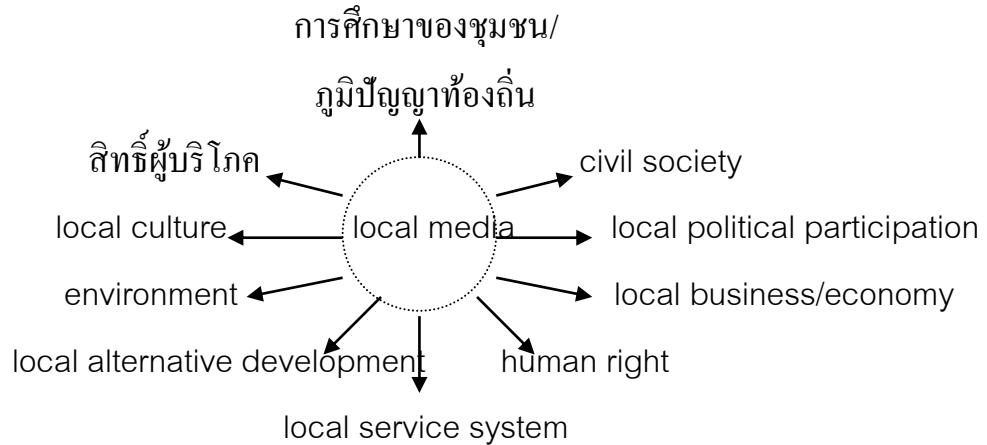 การศึกษาของชุมชน/
ภูมิปัญญาท้องถิ่น
สิทธิ์ผู้บริโภค
civil society
local culture
local media
local political participation
environment
local business/economy
local alternative development
human right
local service system